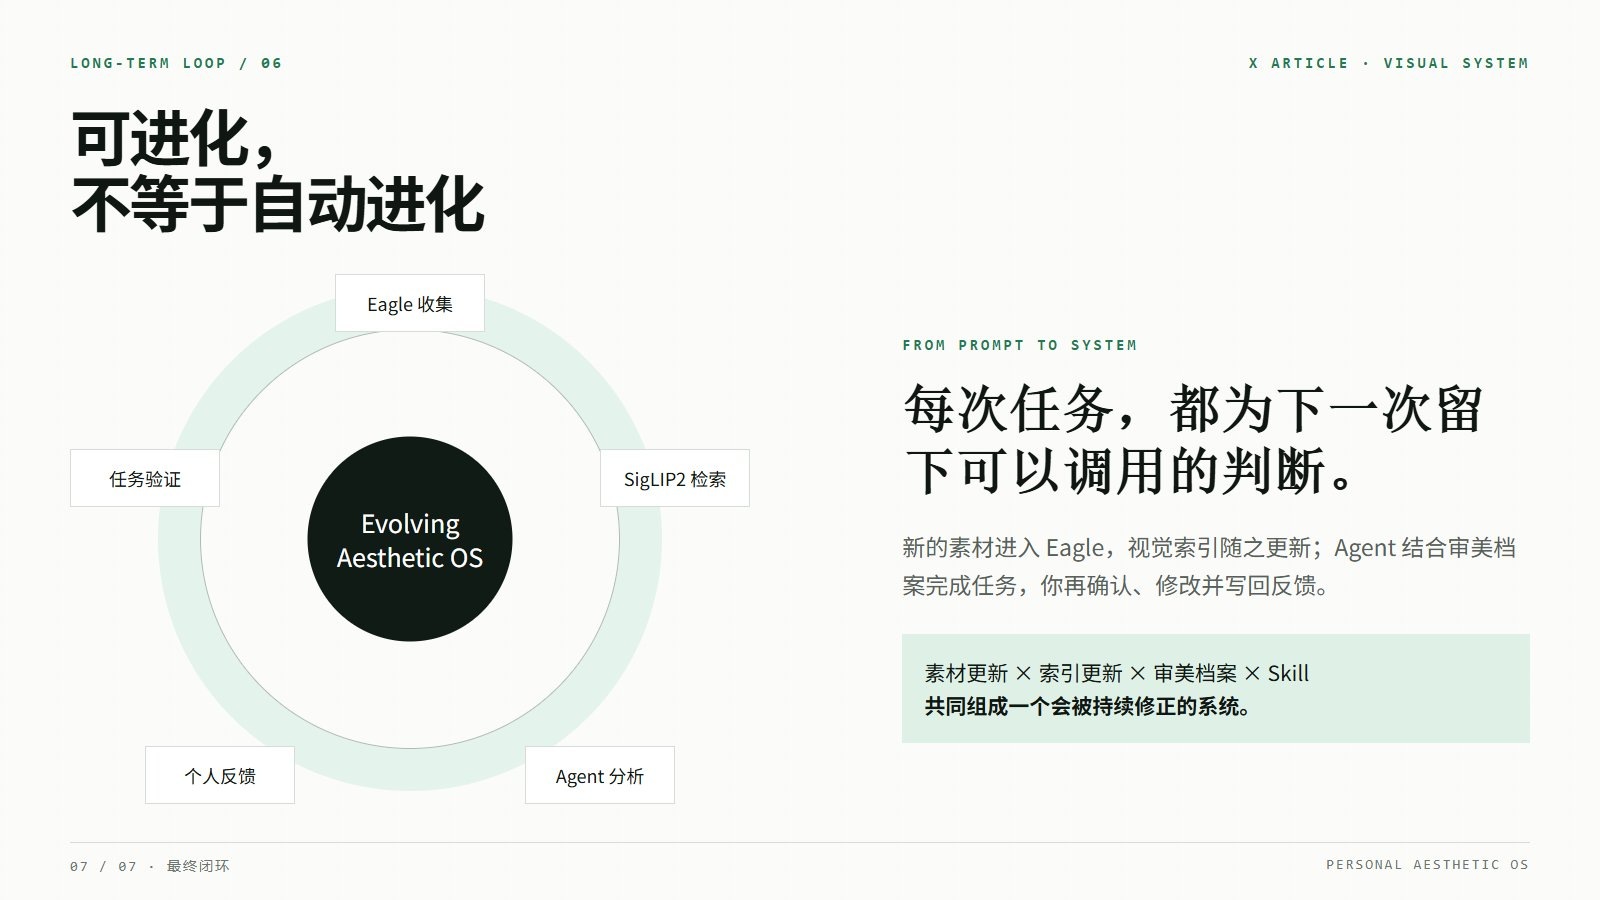 LONG-TERM LOOP / 06
X ARTICLE · VISUAL SYSTEM
可进化，
不等于自动进化
Eagle 收集
任务验证
SigLIP2 检索
Evolving
Aesthetic OS
个人反馈
Agent 分析
FROM PROMPT TO SYSTEM
每次任务，都为下一次留
下可以调用的判断。
新的素材进入 Eagle，视觉索引随之更新；Agent 结合审美档
案完成任务，你再确认、修改并写回反馈。
素材更新 × 索引更新 × 审美档案 × Skill
共同组成一个会被持续修正的系统。
07 / 07 · 最终闭环
PERSONAL AESTHETIC OS